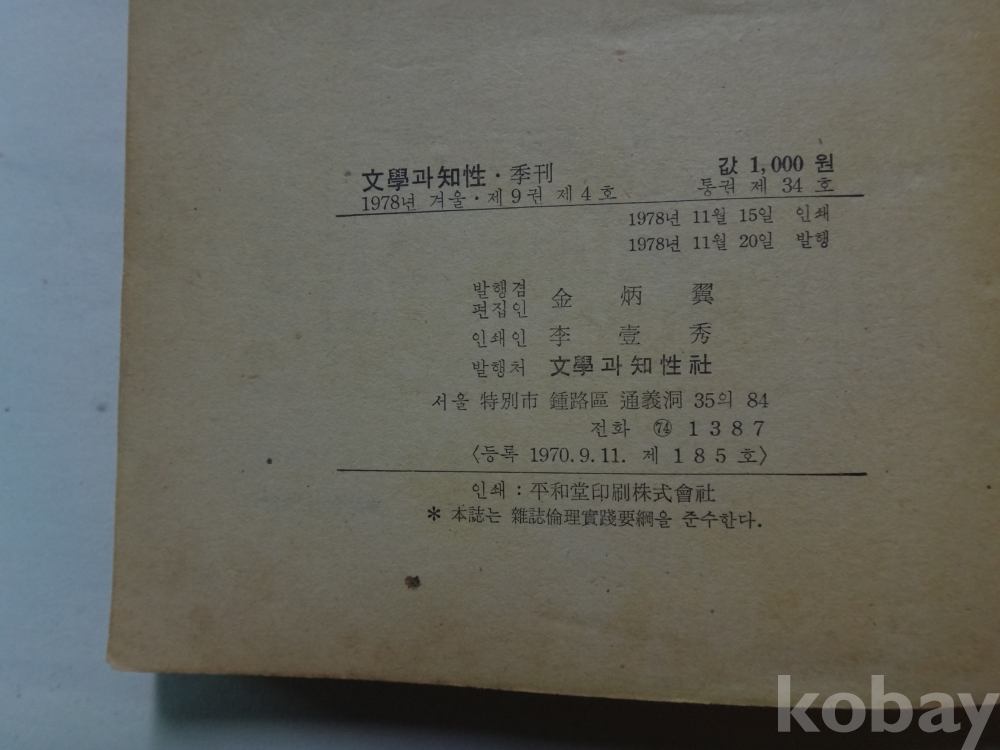 文學과知性·季刊 값 1,000 원
1978년 겨울·제9권 제4호 통권 제 34 호
1978년 11월 15일 인쇄
1978년 11월 20일 발행
발행겸
편집인 金炳翼
인쇄인 李壹秀
발행처 文學과知性社
서울 特別市 鍾路區 通義洞 35의 84
전화 ㊹ 1387
〈등록 1970.9.11. 제 185호〉
인쇄 : 平和堂印刷株式會社
* 本誌는 雜誌倫理實踐要綱을 준수한다.
kobay